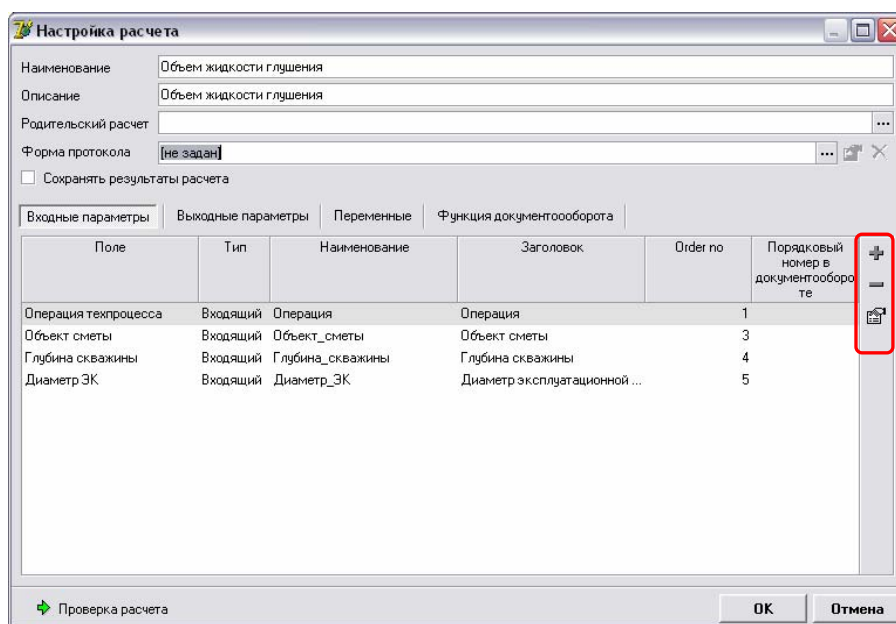 Настройка расчета
Наименование Объем жидкости глушения
Описание Объем жидкости глушения
Родительский расчет ...
Форма протокола [не задан] ...
Сохранять результаты расчета
Входные параметры Выходные параметры Переменные Функция документоооборота
Поле Тип Наименование Заголовок Order no Порядковый
номер в
документообор
те
Операция техпроцесса Входящий Операция Операция 1
Объект сметы Входящий Объект_сметы Объект сметы 3
Глубина скважины Входящий Глубина_скважины Глубина скважины 4
Диаметр ЭК Входящий Диаметр_ЭК Диаметр эксплуатационной ... 5
Проверка расчета OK Отмена